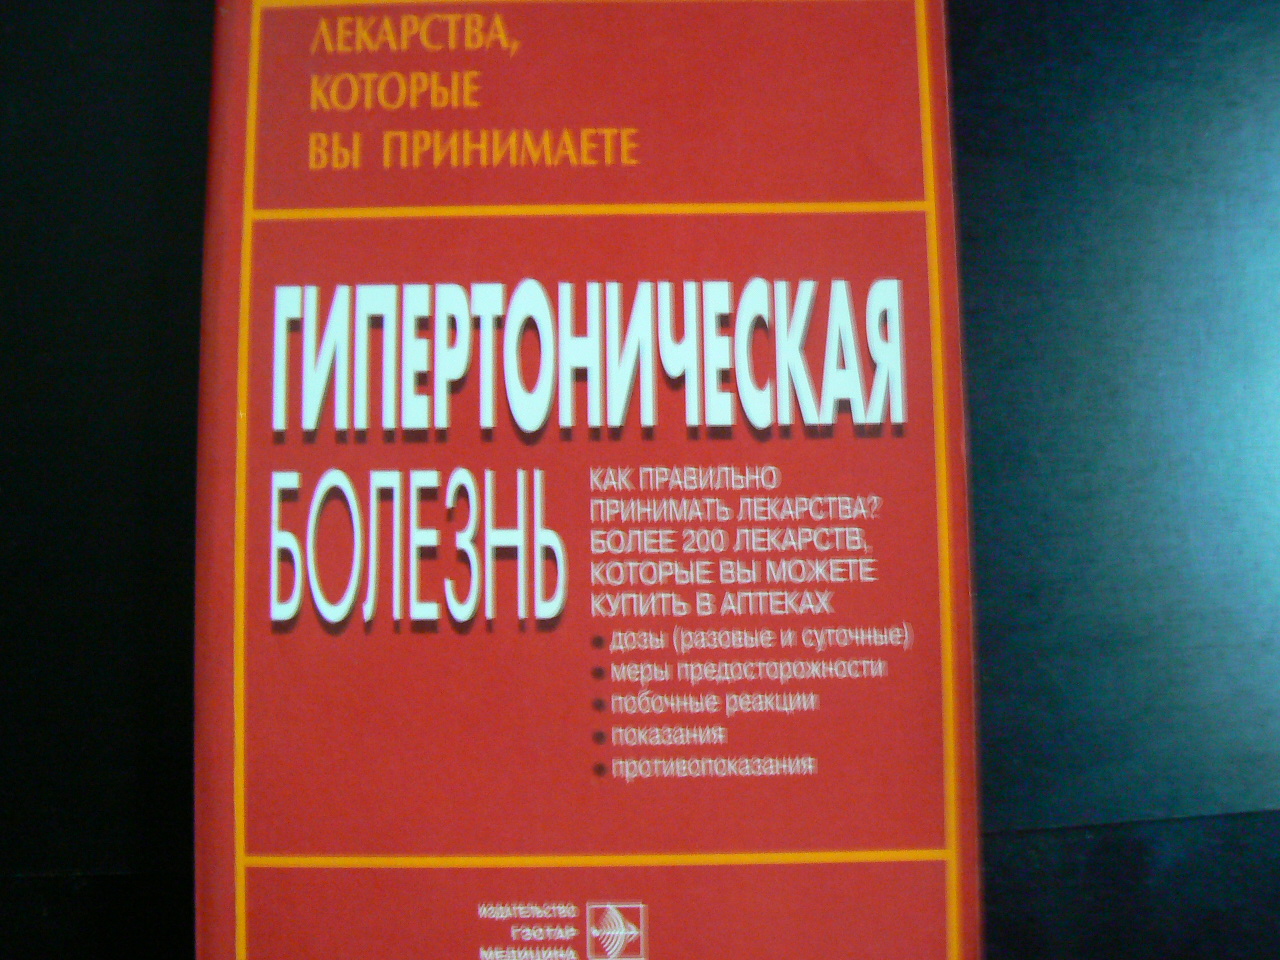 ЛЕКАРСТВА,
КОТОРЫЕ
ВЫ ПРИНИМАЕТЕ
ГИПЕРТОНИЧЕСКАЯ
БОЛЕЗНЬ
КАК ПРАВИЛЬНО
ПРИНИМАТЬ ЛЕКАРСТВА?
БОЛЕЕ 200 ЛЕКАРСТВ,
КОТОРЫЕ ВЫ МОЖЕТЕ
КУПИТЬ В АПТЕКАХ
• дозы (разовые и суточные)
• меры предосторожности
• побочные реакции
• показания
• противопоказания
ИЗДАТЕЛЬСТВО
ГЭОТАР
МЕДИЦИНА